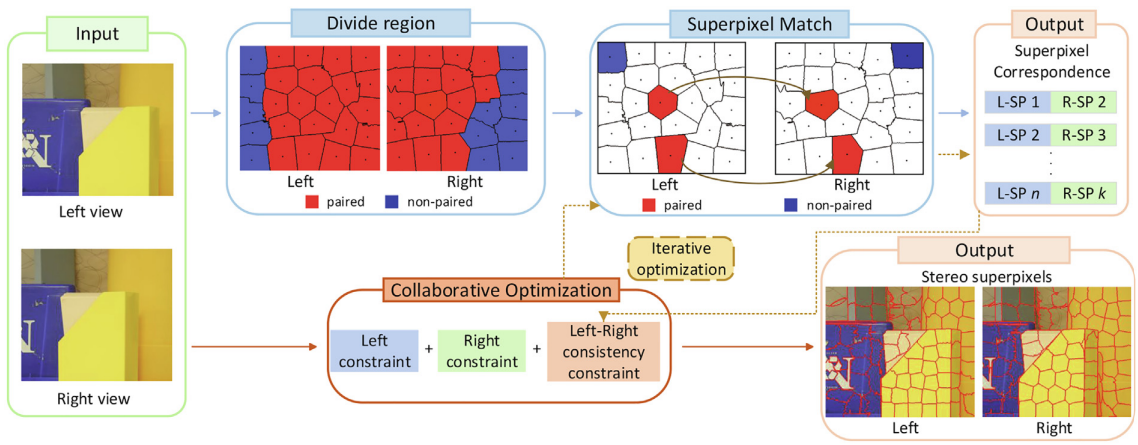 Input
Left view
Right view
Divide region
Left
Right
paired
non-paired
Superpixel Match
Left
Right
paired
non-paired
Output
Superpixel
Correspondence
L-SP 1
R-SP 2
L-SP 2
R-SP 3
L-SP n
R-SP k
Iterative
optimization
Collaborative Optimization
Left
constraint
+
Right
constraint
+
Left-Right
consistency
constraint
Output
Stereo superpixels
Left
Right